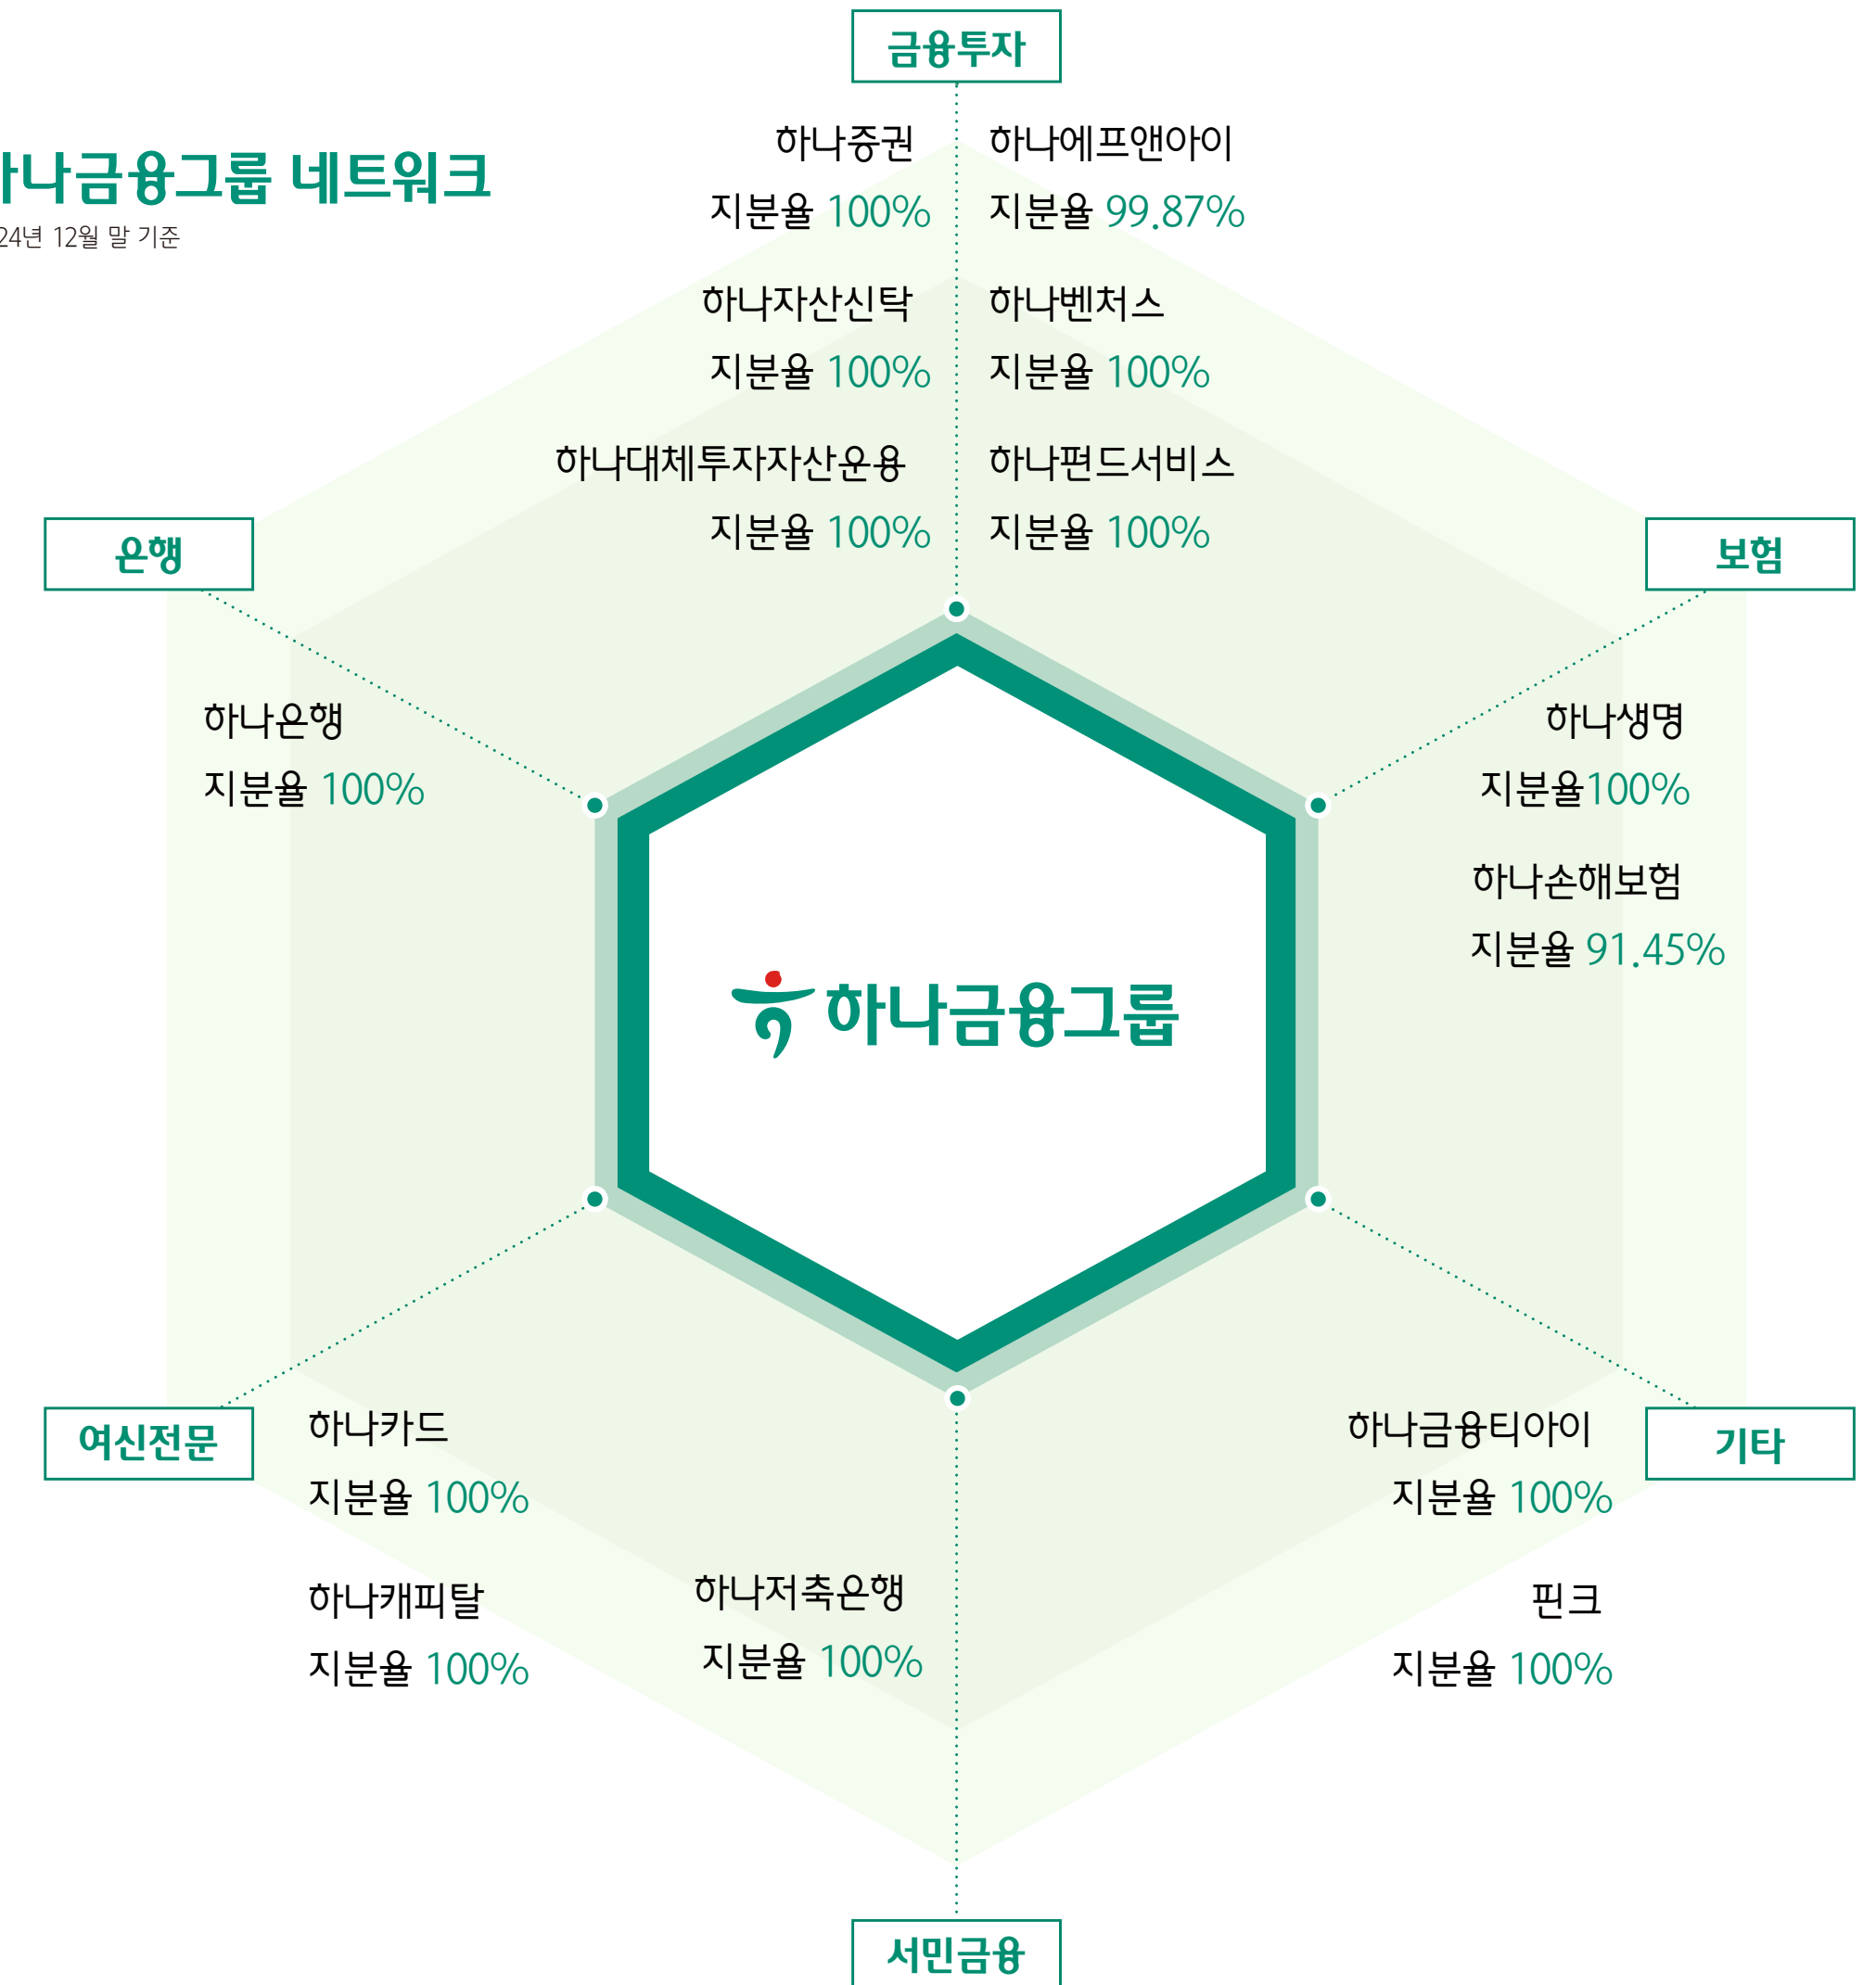 나금융그룹 네트워크
24년 12월 말 기준
금융투자
하나증권
지분율 100%
하나에프앤아이
지분율 99.87%
하나자산신탁
지분율 100%
하나벤처스
지분율 100%
하나대체투자자산운용
지분율 100%
하나펀드서비스
지분율 100%
은행
하나은행
지분율 100%
보험
하나생명
지분율100%
하나손해보험
지분율 91.45%
하나금융그룹
여신전문
하나카드
지분율 100%
하나캐피탈
지분율 100%
하나저축은행
지분율 100%
기타
하나금융티아이
지분율 100%
핀크
지분율 100%
서민금융